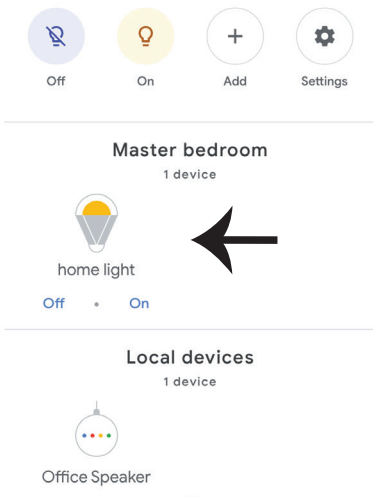 Off On Add Settings
Master bedroom
1 device
home light
Off • On
Local devices
1 device
Office Speaker